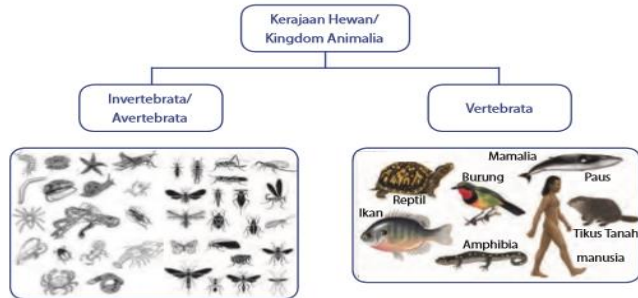 Kerajaan Hewan/
Kingdom Animalia
Invertebrata/
Avertebrata
Vertebrata
Mamalia
Paus
Burung
Reptil
Ikan
Tikus Tanah
Amphibia
manusia